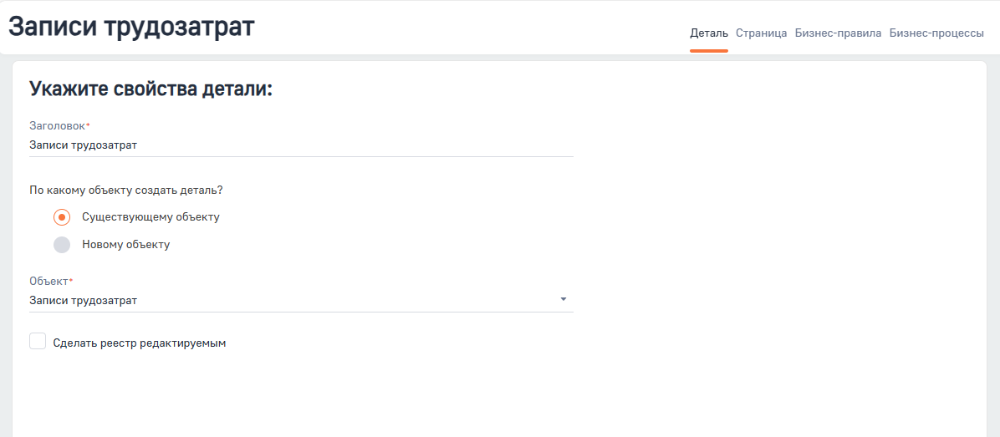 Записи трудозатрат
Деталь Страница Бизнес-правила Бизнес-процессы
Укажите свойства детали:
Заголовок*
Записи трудозатрат
По какому объекту создать деталь?
Существующему объекту
Новому объекту
Объект*
Записи трудозатрат
Сделать реестр редактируемым